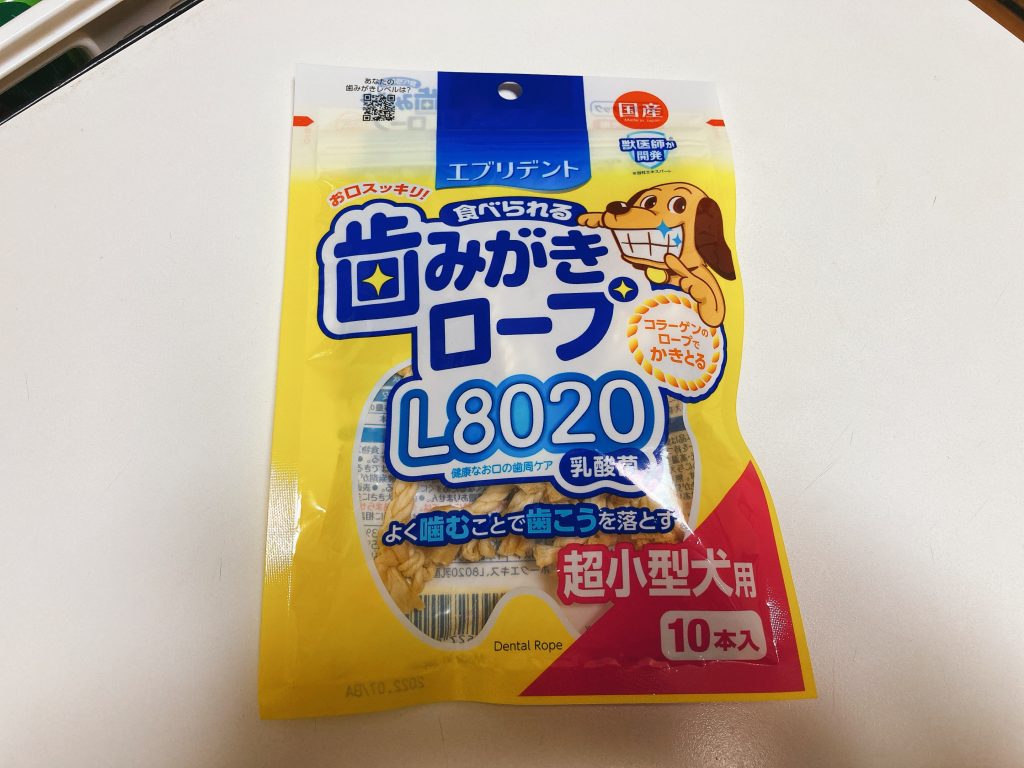 あなたの
歯みがきレベルは?
国産
獣医師が
開発※
エブリデント
お口スッキリ!
食べられる
歯みがき
ロープ
コラーゲンの
ロープで
かきとる
L8020
健康なお口の歯周ケア
乳酸菌
よく噛むことで歯こうを落とす
超小型犬用
10本入
Dental Rope
2022.07/BA